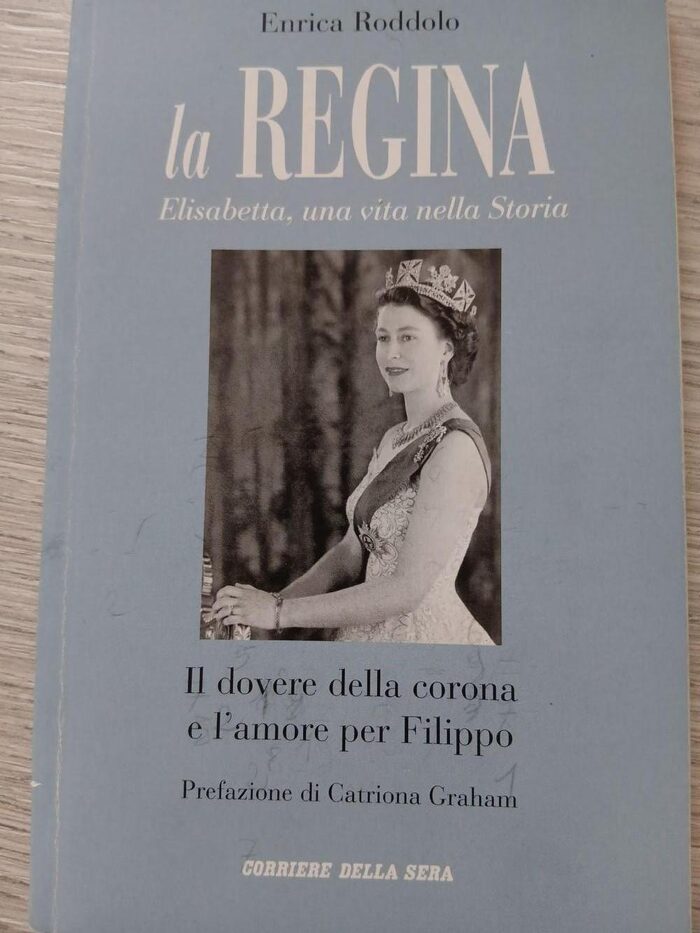 Enrica Roddolo
la REGINA
Elisabetta, una vita nella Storia
Il dovere della corona
e l'amore per Filippo
Prefazione di Catriona Graham
CORRIERE DELLA SERA